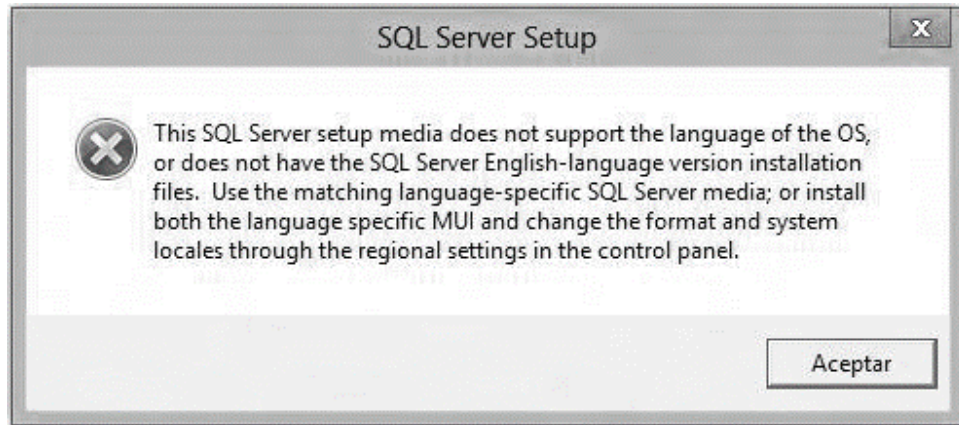 SQL Server Setup
This SQL Server setup media does not support the language of the OS,
or does not have the SQL Server English-language version installation
files. Use the matching language-specific SQL Server media; or install
both the language specific MUI and change the format and system
locales through the regional settings in the control panel.
Aceptar